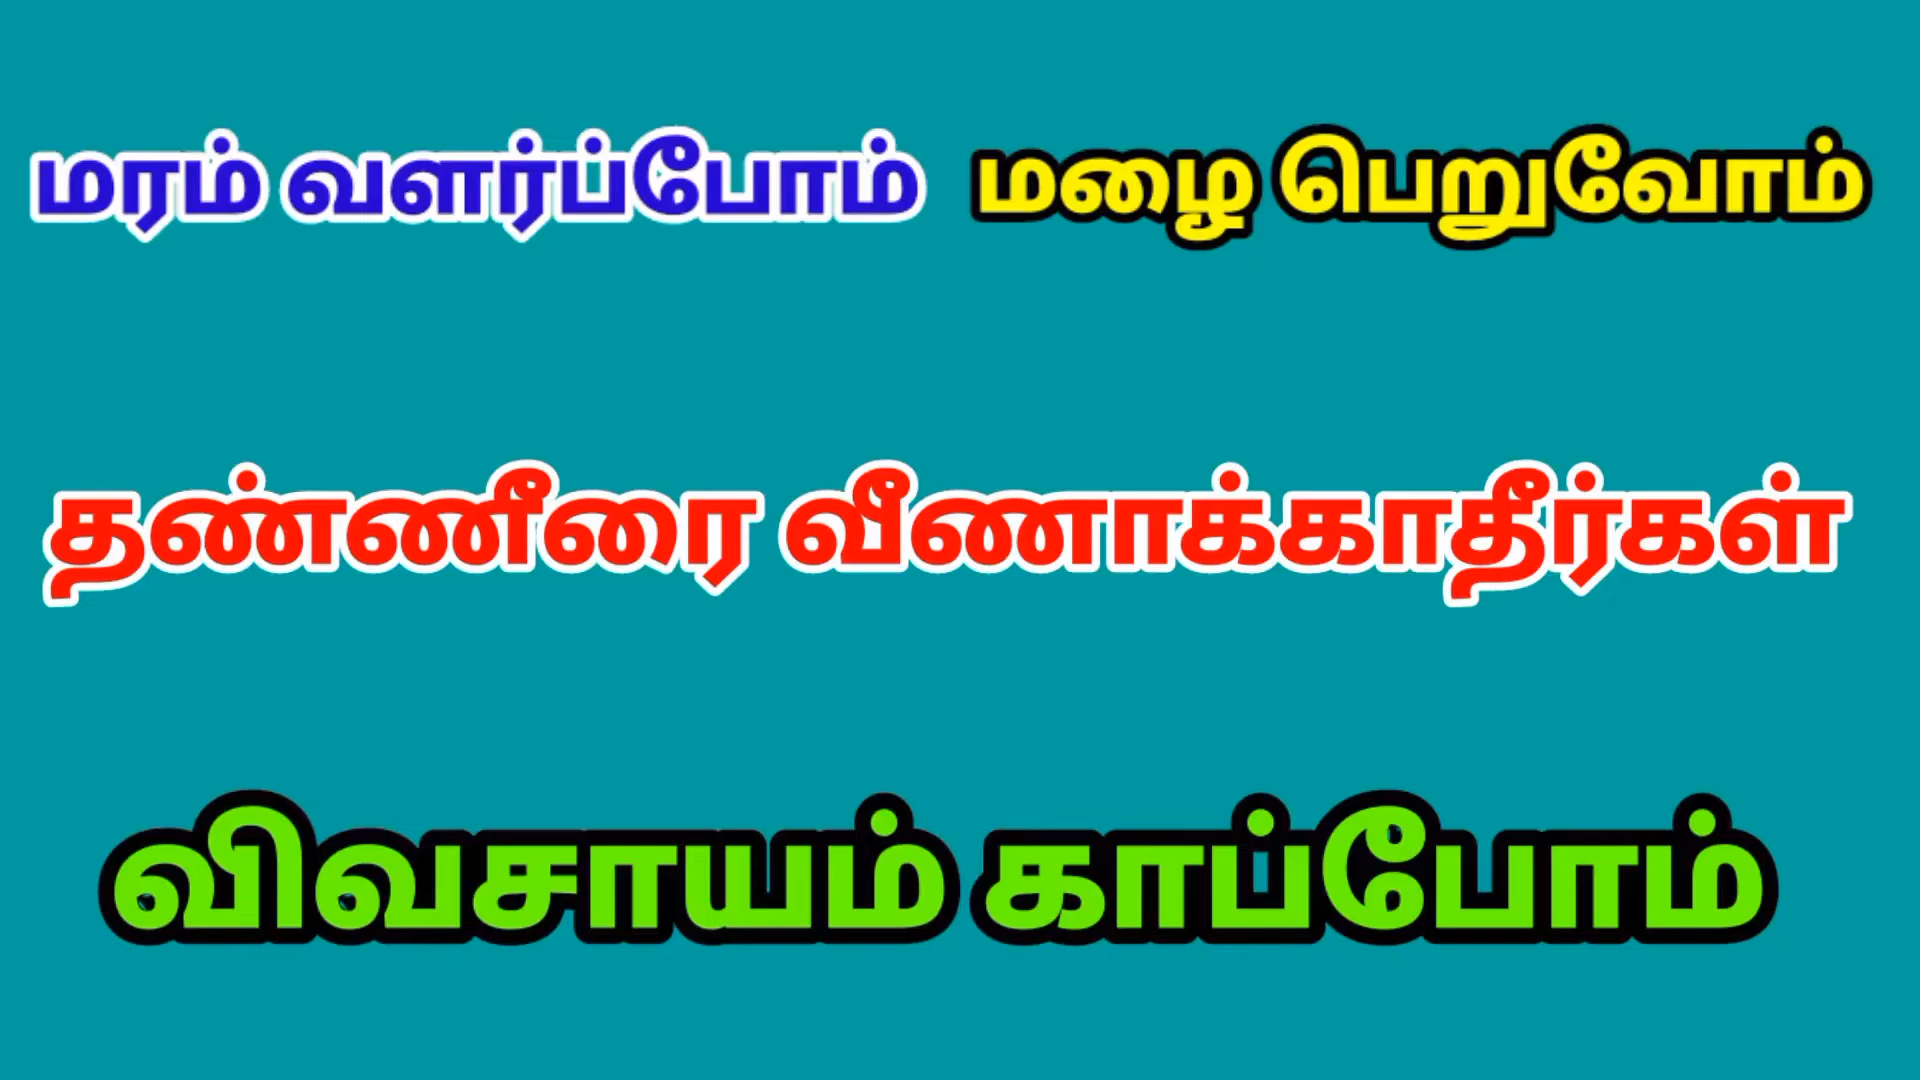 மரம் வளர்ப்போம் மழை பெறுவோம்
தண்ணீரை வீணாக்காதீர்கள்
விவசாயம் காப்போம்